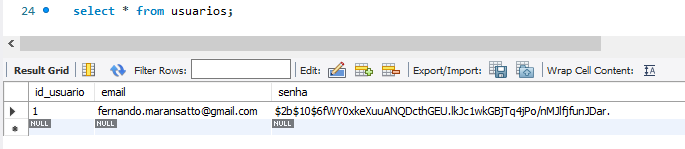 24 select * from usuarios;
Result Grid Filter Rows: Edit: Export/Import: Wrap Cell Content: IA
id_usuario email senha
1 fernando.maransatto@gmail.com $2b$10$6fWY0xkeXuuANQDcthGEU.lkJc1wkGBjTq4jPo/nMJlfjfunJDar.
NULL NULL NULL